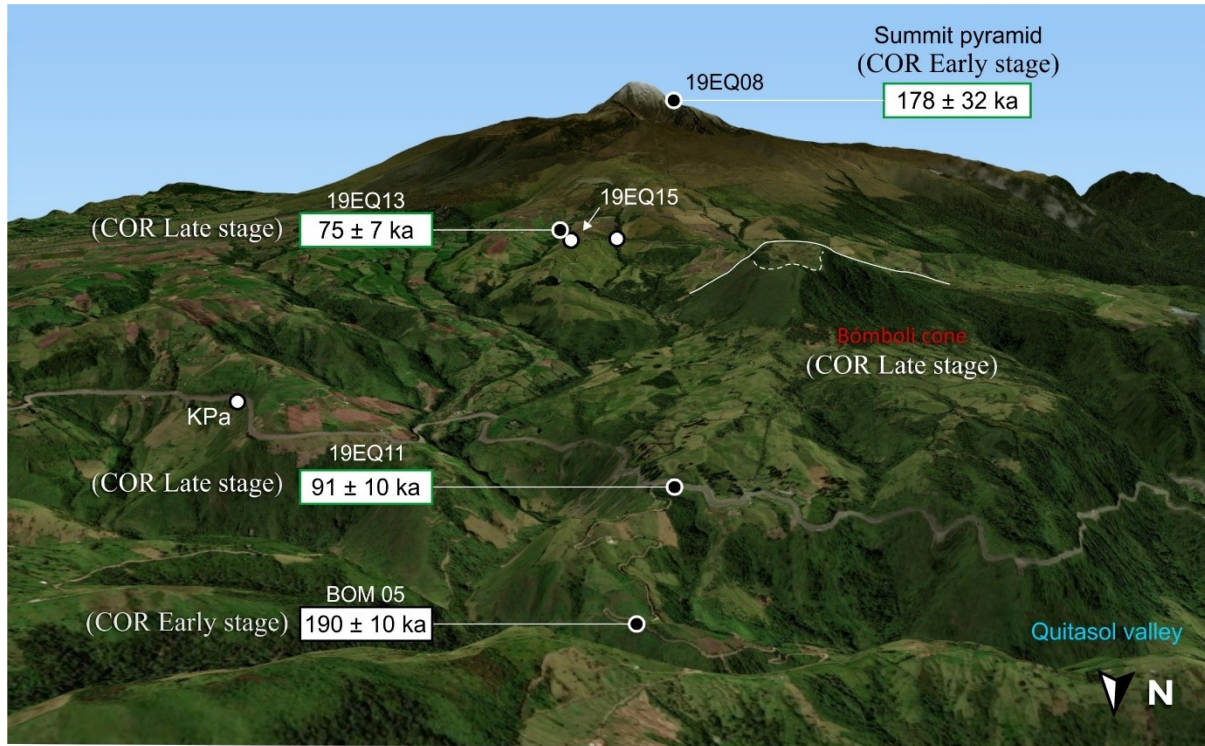 Summit pyramid
(COR Early stage)
19EQ08
178 ± 32 ka
19EQ13
19EQ15
(COR Late stage)
75 ± 7 ka
Bómboli cone
(COR Late stage)
KPa
19EQ11
(COR Late stage)
91 ± 10 ka
BOM 05
(COR Early stage)
190 ± 10 ka
Quitasol valley
N